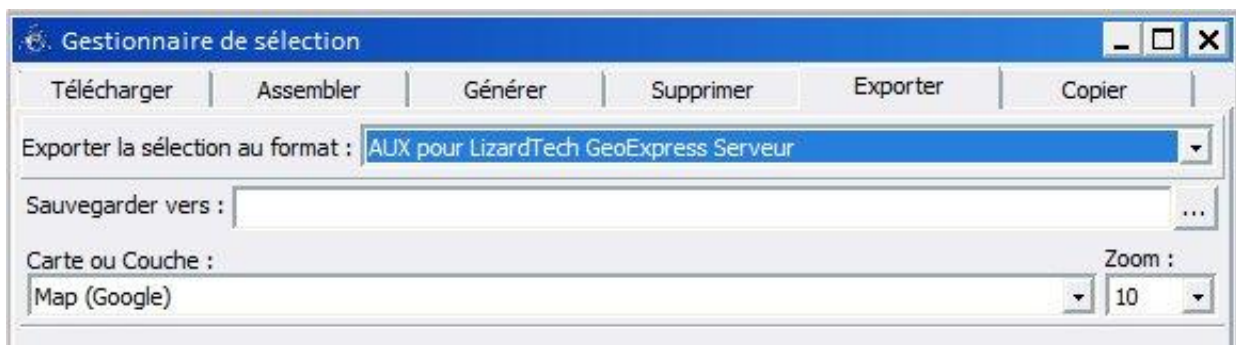 Gestionnaire de sélection
Télécharger Assembler Générer Supprimer Exporter Copier
Exporter la sélection au format : AUX pour LizardTech GeoExpress Serveur
Sauvegarder vers : ...
Carte ou Couche : Zoom :
Map (Google) 10